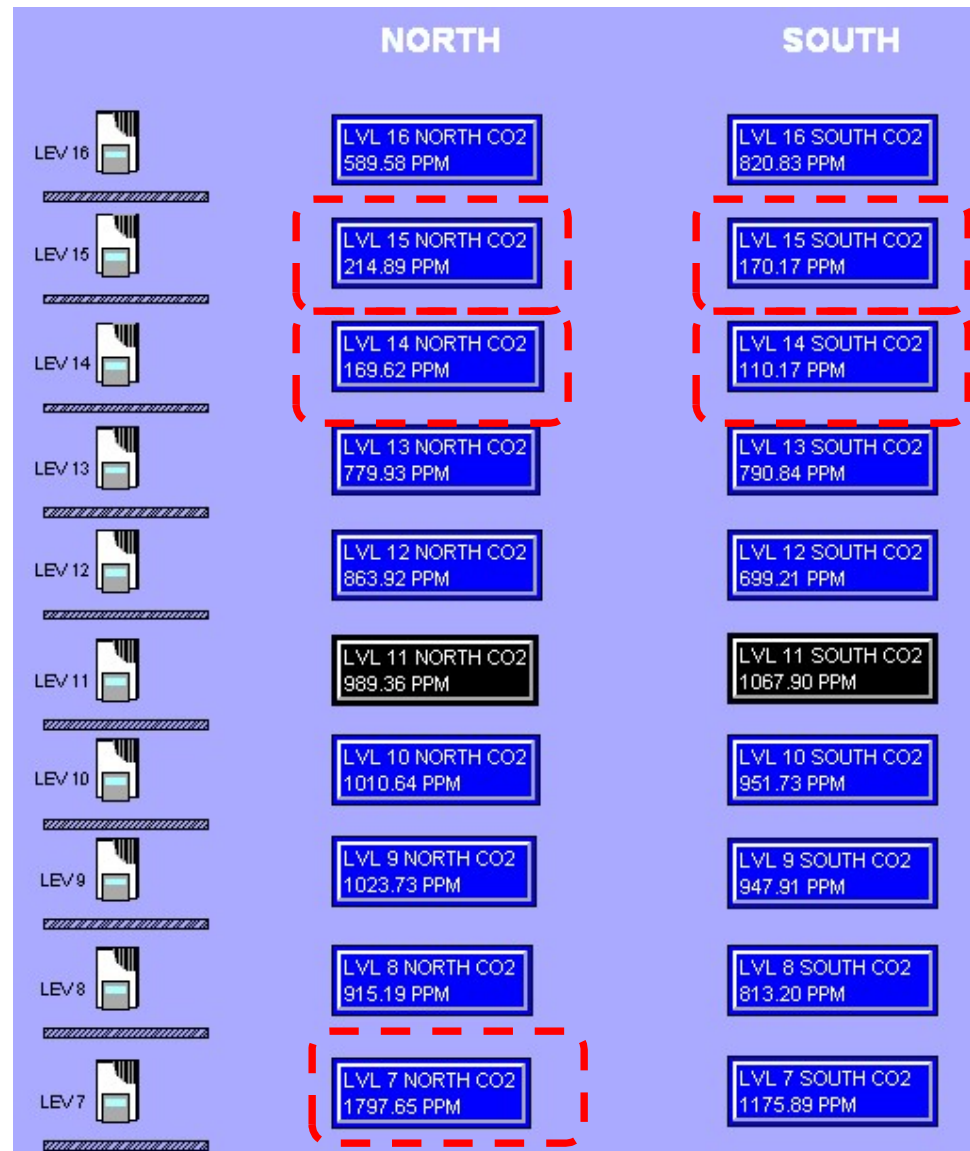 NORTH SOUTH
LEV 16
LVL 16 NORTH CO2
589.58 PPM
LVL 16 SOUTH CO2
820.83 PPM
LEV 15
LVL 15 NORTH CO2
214.89 PPM
LVL 15 SOUTH CO2
170.17 PPM
LEV 14
LVL 14 NORTH CO2
169.62 PPM
LVL 14 SOUTH CO2
110.17 PPM
LEV 13
LVL 13 NORTH CO2
779.93 PPM
LVL 13 SOUTH CO2
790.84 PPM
LEV 12
LVL 12 NORTH CO2
863.92 PPM
LVL 12 SOUTH CO2
699.21 PPM
LEV 11
LVL 11 NORTH CO2
989.36 PPM
LVL 11 SOUTH CO2
1067.90 PPM
LEV 10
LVL 10 NORTH CO2
1010.64 PPM
LVL 10 SOUTH CO2
951.73 PPM
LEV 9
LVL 9 NORTH CO2
1023.73 PPM
LVL 9 SOUTH CO2
947.91 PPM
LEV 8
LVL 8 NORTH CO2
915.19 PPM
LVL 8 SOUTH CO2
813.20 PPM
LEV 7
LVL 7 NORTH CO2
1797.65 PPM
LVL 7 SOUTH CO2
1175.89 PPM